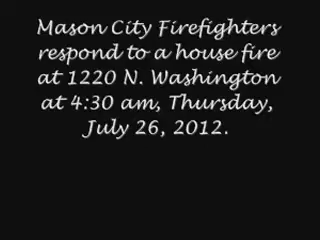 Mason City Firefighters
respond to a house fire
at 1220 N. Washington
at 4:30 am, Thursday,
July 26, 2012.